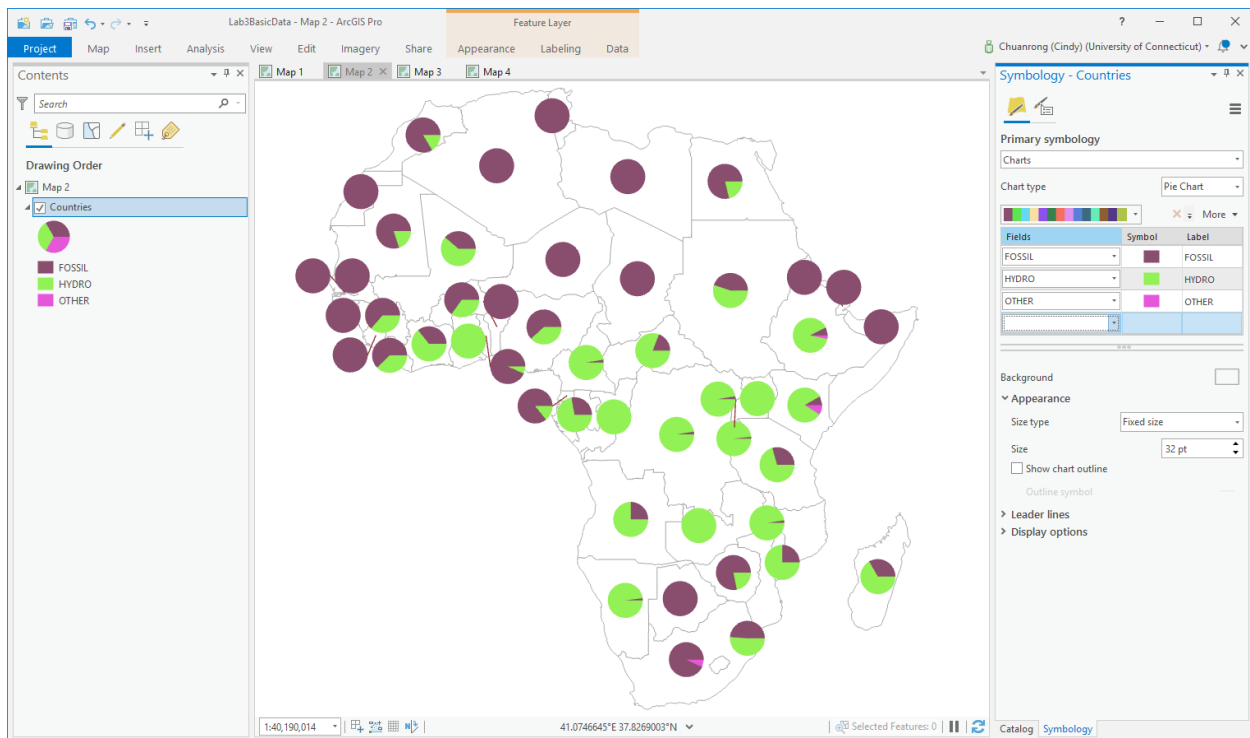 Lab3BasicData - Map 2 - ArcGIS Pro
Feature Layer
?
Project Map Insert Analysis View Edit Imagery Share Appearance Labeling Data
Chuanrong (Cindy) (University of Connecticut)
Contents
Search
Drawing Order
Map 2
Countries
FOSSIL
HYDRO
OTHER
Map 1 Map 2 Map 3 Map 4
1:40,190,014
41.0746645°E 37.8269003°N
Selected Features: 0
Symbology - Countries
Primary symbology
Charts
Chart type Pie Chart
More
Fields Symbol Label
FOSSIL FOSSIL
HYDRO HYDRO
OTHER OTHER
Background
Appearance
Size type Fixed size
Size 32 pt
Show chart outline
Outline symbol
Leader lines
Display options
Catalog Symbology